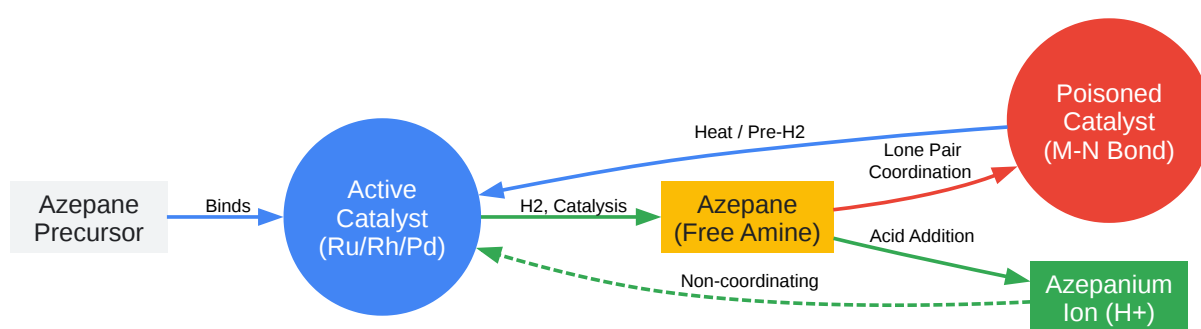 Azepane
Precursor
Binds
Active
Catalyst
(Ru/Rh/Pd)
H2, Catalysis
Azepane
(Free Amine)
Heat / Pre-H2
Lone Pair
Coordination
Poisoned
Catalyst
(M-N Bond)
Acid Addition
Non-coordinating
Azepanium
Ion (H+)